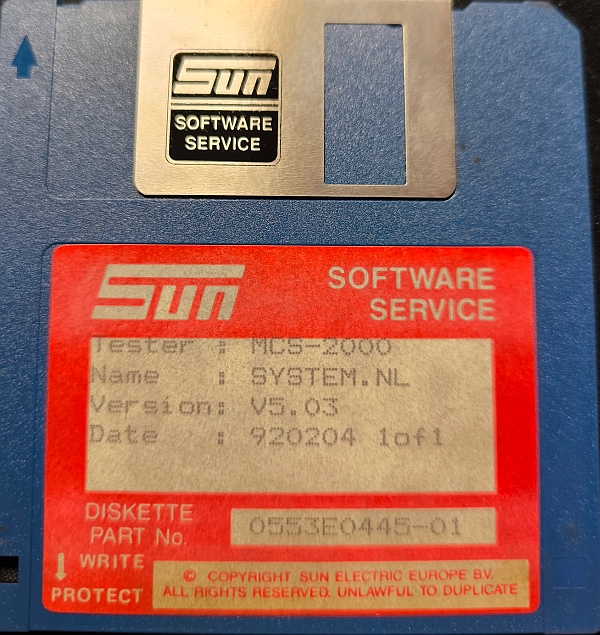 Sun
SOFTWARE
SERVICE
Sun
SOFTWARE
SERVICE
Tester : MCS-2000
Name : SYSTEM.NL
Version: V5.03
Date : 920204 1of1
DISKETTE
PART No.
0553E0445-01
WRITE
PROTECT
© COPYRIGHT SUN ELECTRIC EUROPE B.V.
ALL RIGHTS RESERVED. UNLAWFUL TO DUPLICATE